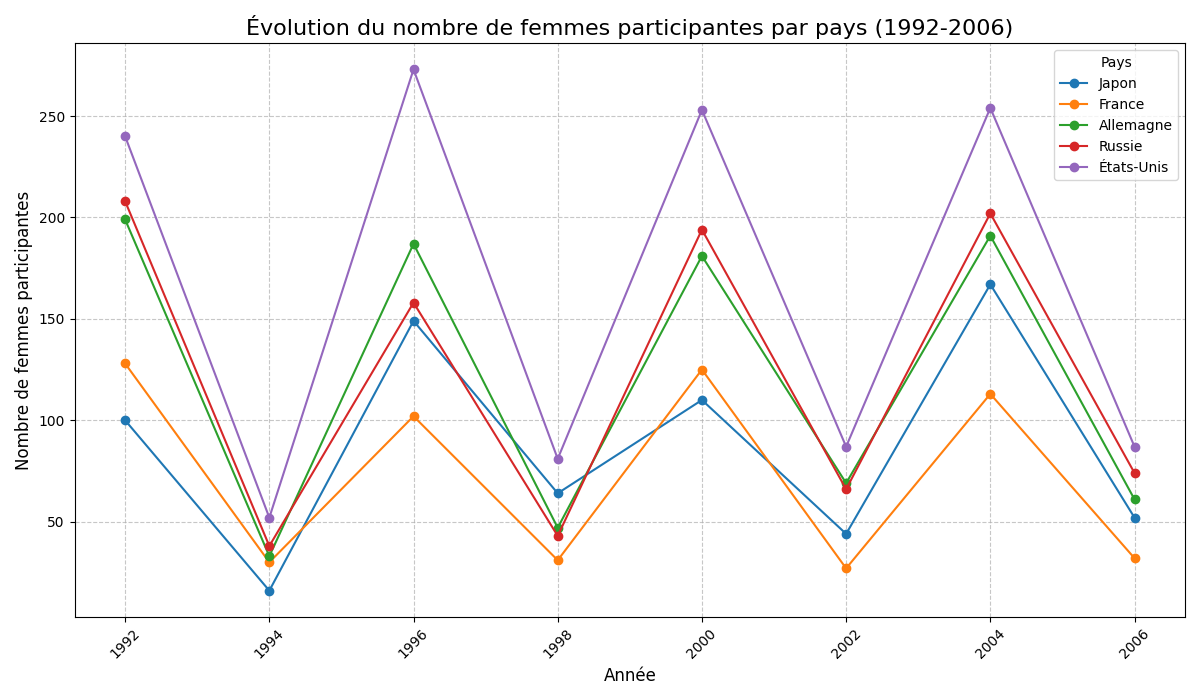 Évolution du nombre de femmes participantes par pays (1992-2006)
Pays
Japon
France
Allemagne
Russie
États-Unis
Nombre de femmes participantes
250
200
150
100
50
1992
1994
1996
1998
2000
2002
2004
2006
Année